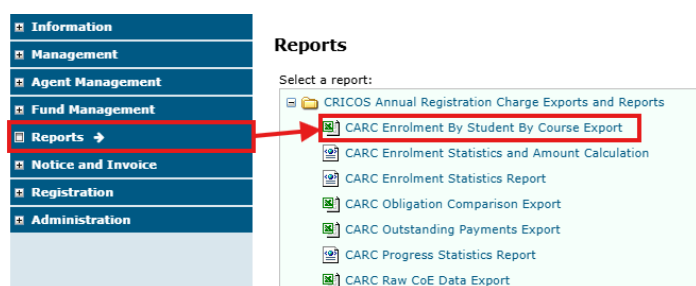 Information
Management
Agent Management
Fund Management
Reports
Notice and Invoice
Registration
Administration
Reports
Select a report:
CRICOS Annual Registration Charge Exports and Reports
CARC Enrolment By Student By Course Export
CARC Enrolment Statistics and Amount Calculation
CARC Enrolment Statistics Report
CARC Obligation Comparison Export
CARC Outstanding Payments Export
CARC Progress Statistics Report
CARC Raw CoE Data Export